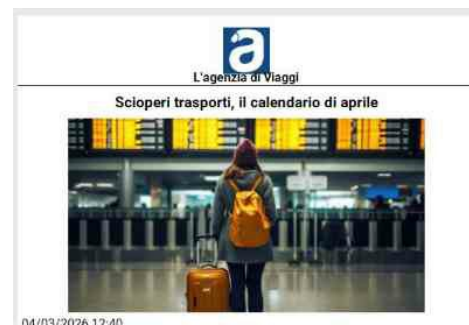 a
L'agenzia di Viaggi
Scioperi trasporti, il calendario di aprile
04/03/2026 12:40